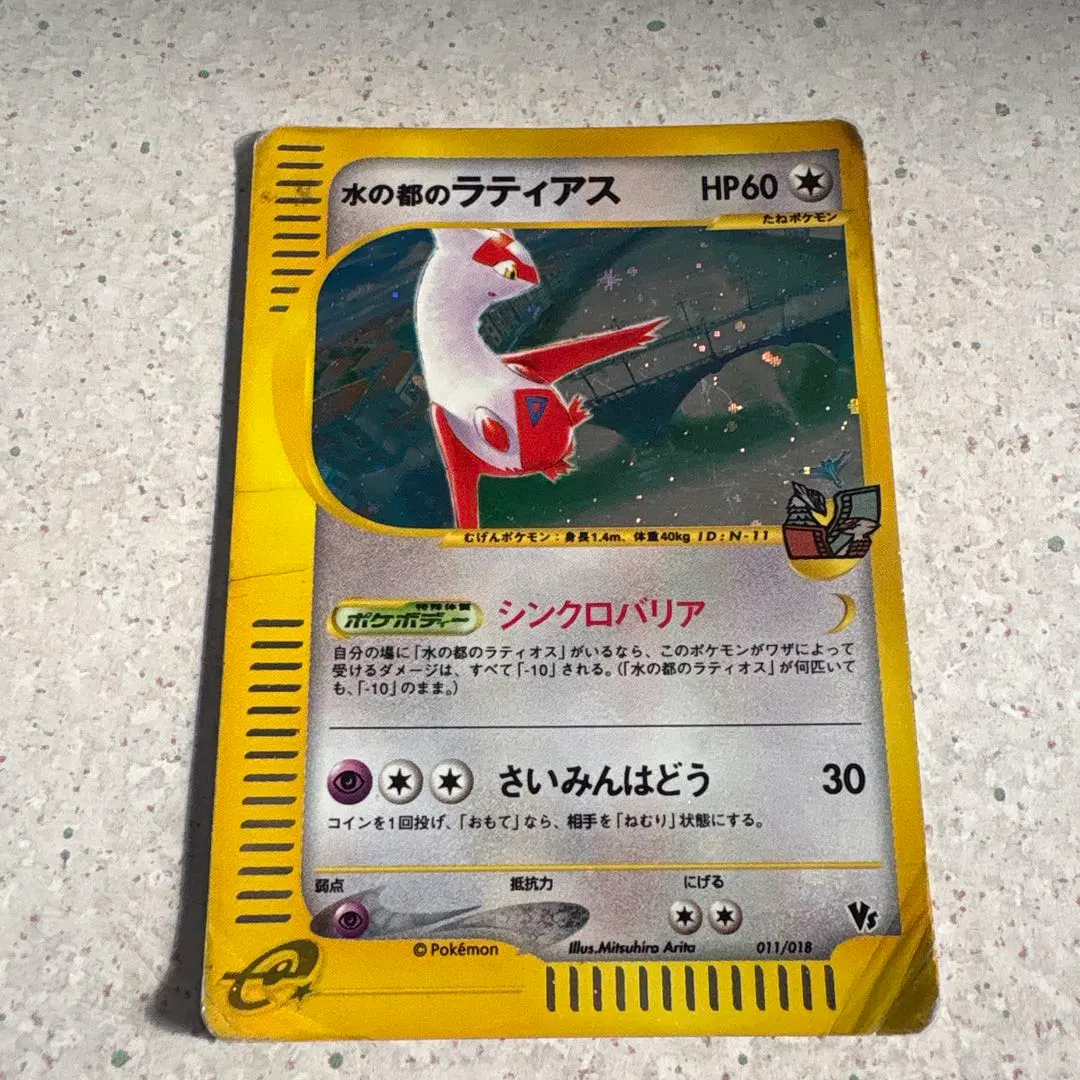 水の都のラティアス HP60
たねポケモン
むげんポケモン：身長1.4m、体重40kg ID:N-11
特殊体質
ポケボディー シンクロバリア
自分の場に「水の都のラティオス」がいるなら、このポケモンがワザによって
受けるダメージは、すべて「-10」される。（「水の都のラティオス」が何匹いて
も、「-10」のまま。）
さいみんはどう 30
コインを1回投げ、「おもて」なら、相手を「ねむり」状態にする。
弱点 抵抗力 にげる
Vs
© Pokémon Illus.Mitsuhiro Arita 011/018
e